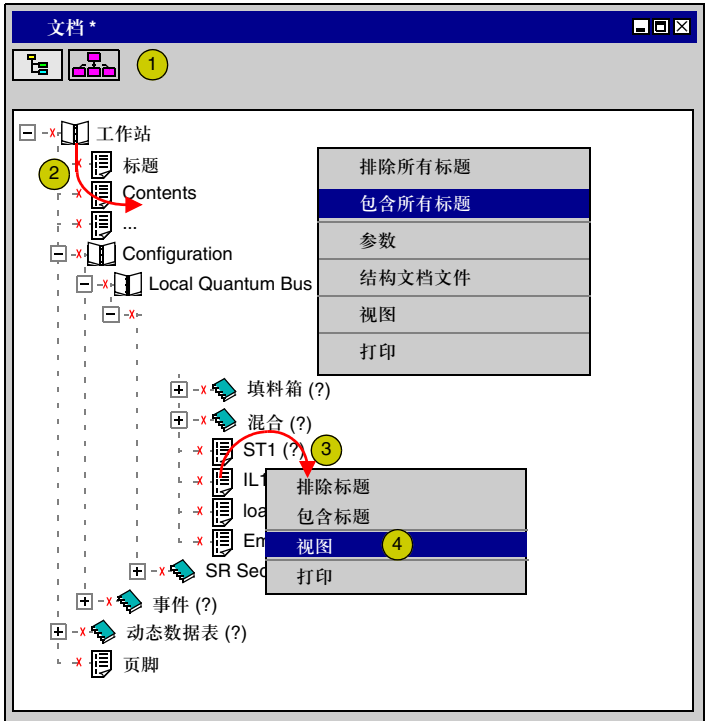 文档 *
1
工作站
2
标题
Contents
...
Configuration
Local Quantum Bus
排除所有标题
包含所有标题
参数
结构文档文件
视图
打印
填料箱 (?)
混合 (?)
ST1 (?)
3
IL1
loa
Em
排除标题
包含标题
视图
4
打印
SR Sec
事件 (?)
动态数据表 (?)
页脚